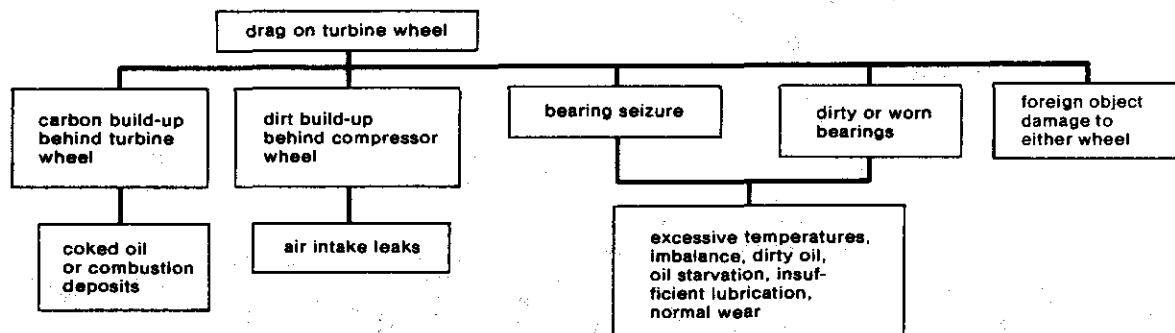 drag on turbine wheel
carbon build-up
behind turbine
wheel
dirt build-up
behind compressor
wheel
bearing seizure
dirty or worn
bearings
foreign object
damage to
either wheel
coked oil
or combustion
deposits
air intake leaks
excessive temperatures,
imbalance, dirty oil,
oil starvation, insuf-
ficient lubrication,
normal wear